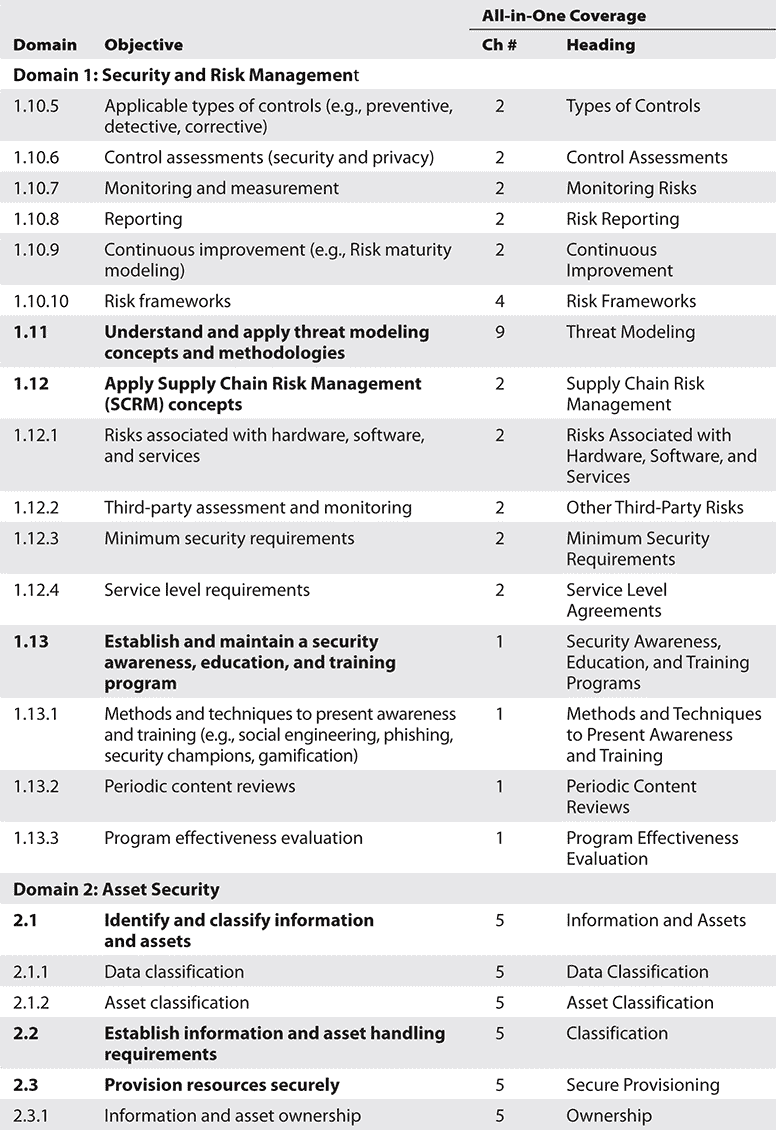 All-in-One Coverage
Domain Objective Ch # Heading
Domain 1: Security and Risk Management
1.10.5 Applicable types of controls (e.g., preventive, 2 Types of Controls
detective, corrective)
1.10.6 Control assessments (security and privacy) 2 Control Assessments
1.10.7 Monitoring and measurement 2 Monitoring Risks
1.10.8 Reporting 2 Risk Reporting
1.10.9 Continuous improvement (e.g., Risk maturity 2 Continuous
modeling) Improvement
1.10.10 Risk frameworks 4 Risk Frameworks
1.11 Understand and apply threat modeling 9 Threat Modeling
concepts and methodologies
1.12 Apply Supply Chain Risk Management 2 Supply Chain Risk
(SCRM) concepts Management
1.12.1 Risks associated with hardware, software, 2 Risks Associated with
and services Hardware, Software, and
Services
1.12.2 Third-party assessment and monitoring 2 Other Third-Party Risks
1.12.3 Minimum security requirements 2 Minimum Security
Requirements
1.12.4 Service level requirements 2 Service Level
Agreements
1.13 Establish and maintain a security 1 Security Awareness,
awareness, education, and training Education, and Training
program Programs
1.13.1 Methods and techniques to present awareness 1 Methods and Techniques
and training (e.g., social engineering, phishing, to Present Awareness
security champions, gamification) and Training
1.13.2 Periodic content reviews 1 Periodic Content
Reviews
1.13.3 Program effectiveness evaluation 1 Program Effectiveness
Evaluation
Domain 2: Asset Security
2.1 Identify and classify information 5 Information and Assets
and assets
2.1.1 Data classification 5 Data Classification
2.1.2 Asset classification 5 Asset Classification
2.2 Establish information and asset handling 5 Classification
requirements
2.3 Provision resources securely 5 Secure Provisioning
2.3.1 Information and asset ownership 5 Ownership